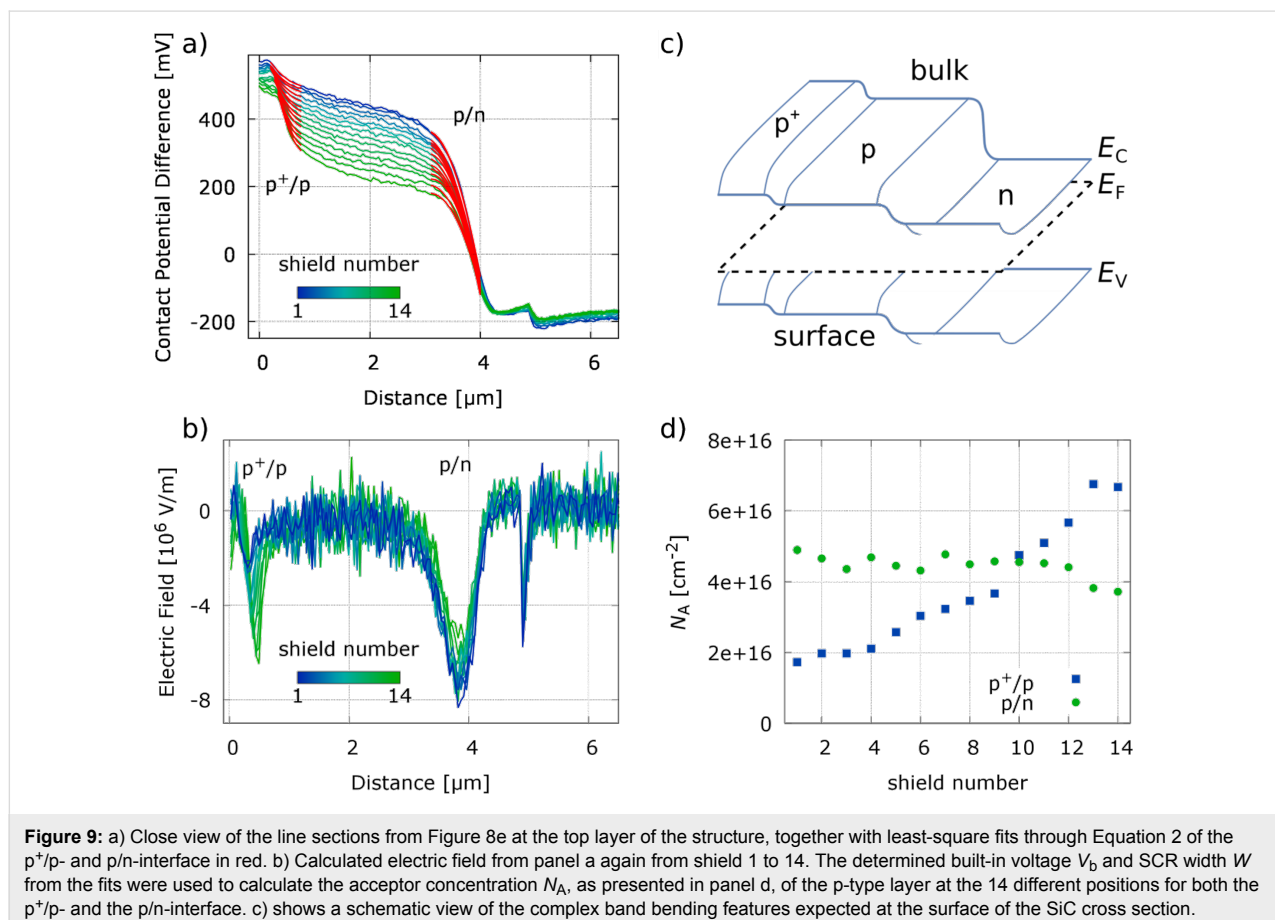 a)
Contact Potential Difference [mV]
400
200
0
-200
p⁺/p
p/n
shield number
1 14
0 2 4 6
Distance [µm]
c)
bulk
p⁺
p
n
E_C
E_F
E_V
surface
b)
Electric Field [10⁶ V/m]
0
-4
-8
p⁺/p
p/n
shield number
1 14
0 2 4 6
Distance [µm]
d)
N_A [cm⁻²]
8e+16
6e+16
4e+16
2e+16
0
p⁺/p
p/n
2 4 6 8 10 12 14
shield number
Figure 9: a) Close view of the line sections from Figure 8e at the top layer of the structure, together with least-square fits through Equation 2 of the
p⁺/p- and p/n-interface in red. b) Calculated electric field from panel a again from shield 1 to 14. The determined built-in voltage V_b and SCR width W
from the fits were used to calculate the acceptor concentration N_A, as presented in panel d, of the p-type layer at the 14 different positions for both the
p⁺/p- and the p/n-interface. c) shows a schematic view of the complex band bending features expected at the surface of the SiC cross section.